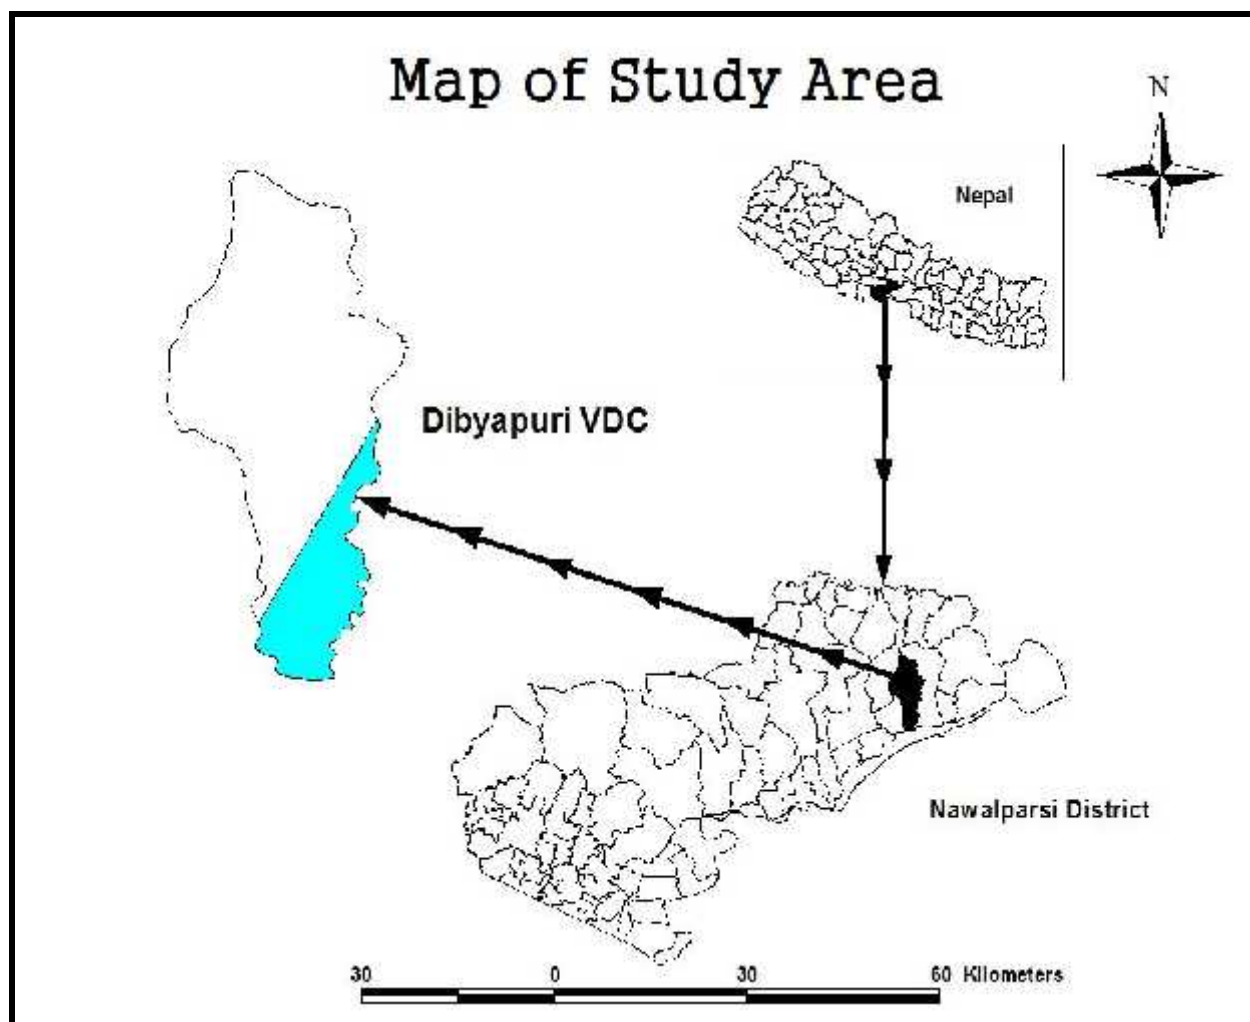 Map of Study Area
N
Nepal
Dibyapuri VDC
Nawalparsi District
30 0 30 60 Kilometers